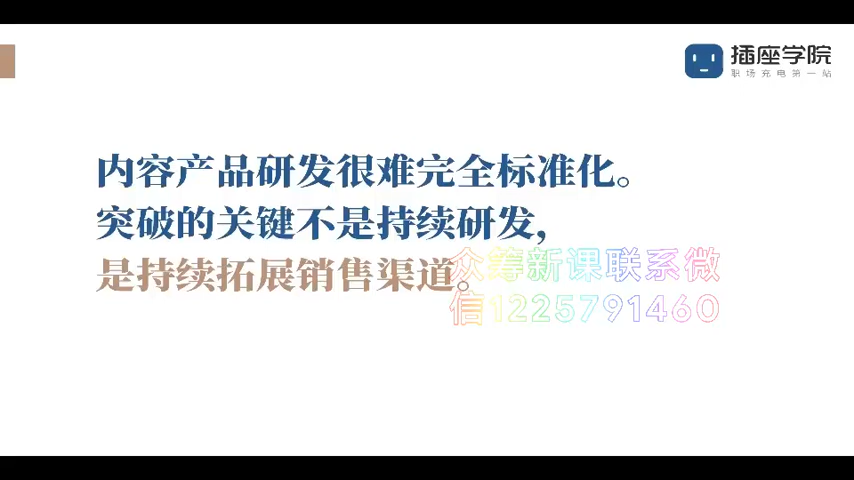 插座学院
职场充电第一站
内容产品研发很难完全标准化。
突破的关键不是持续研发,
是持续拓展销售渠道。
众筹新课联系微
信1225791460